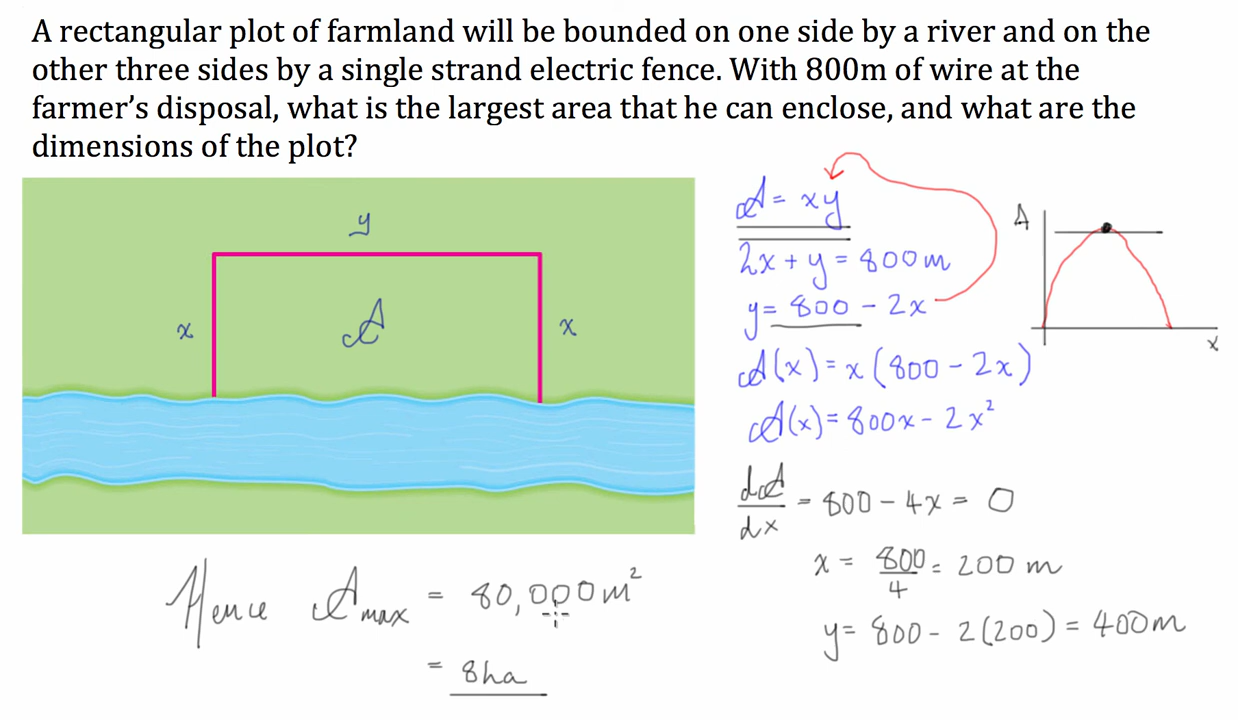 A rectangular plot of farmland will be bounded on one side by a river and on the
other three sides by a single strand electric fence. With 800m of wire at the
farmer's disposal, what is the largest area that he can enclose, and what are the
dimensions of the plot?
y
x
A
x
A = xy
2x + y = 800m
y = 800 - 2x
A(x) = x(800 - 2x)
A(x) = 800x - 2x²
A
x
dA/dx = 800 - 4x = 0
x = 800/4 = 200 m
y = 800 - 2(200) = 400m
Hence Amax = 80,000m²
= 8ha